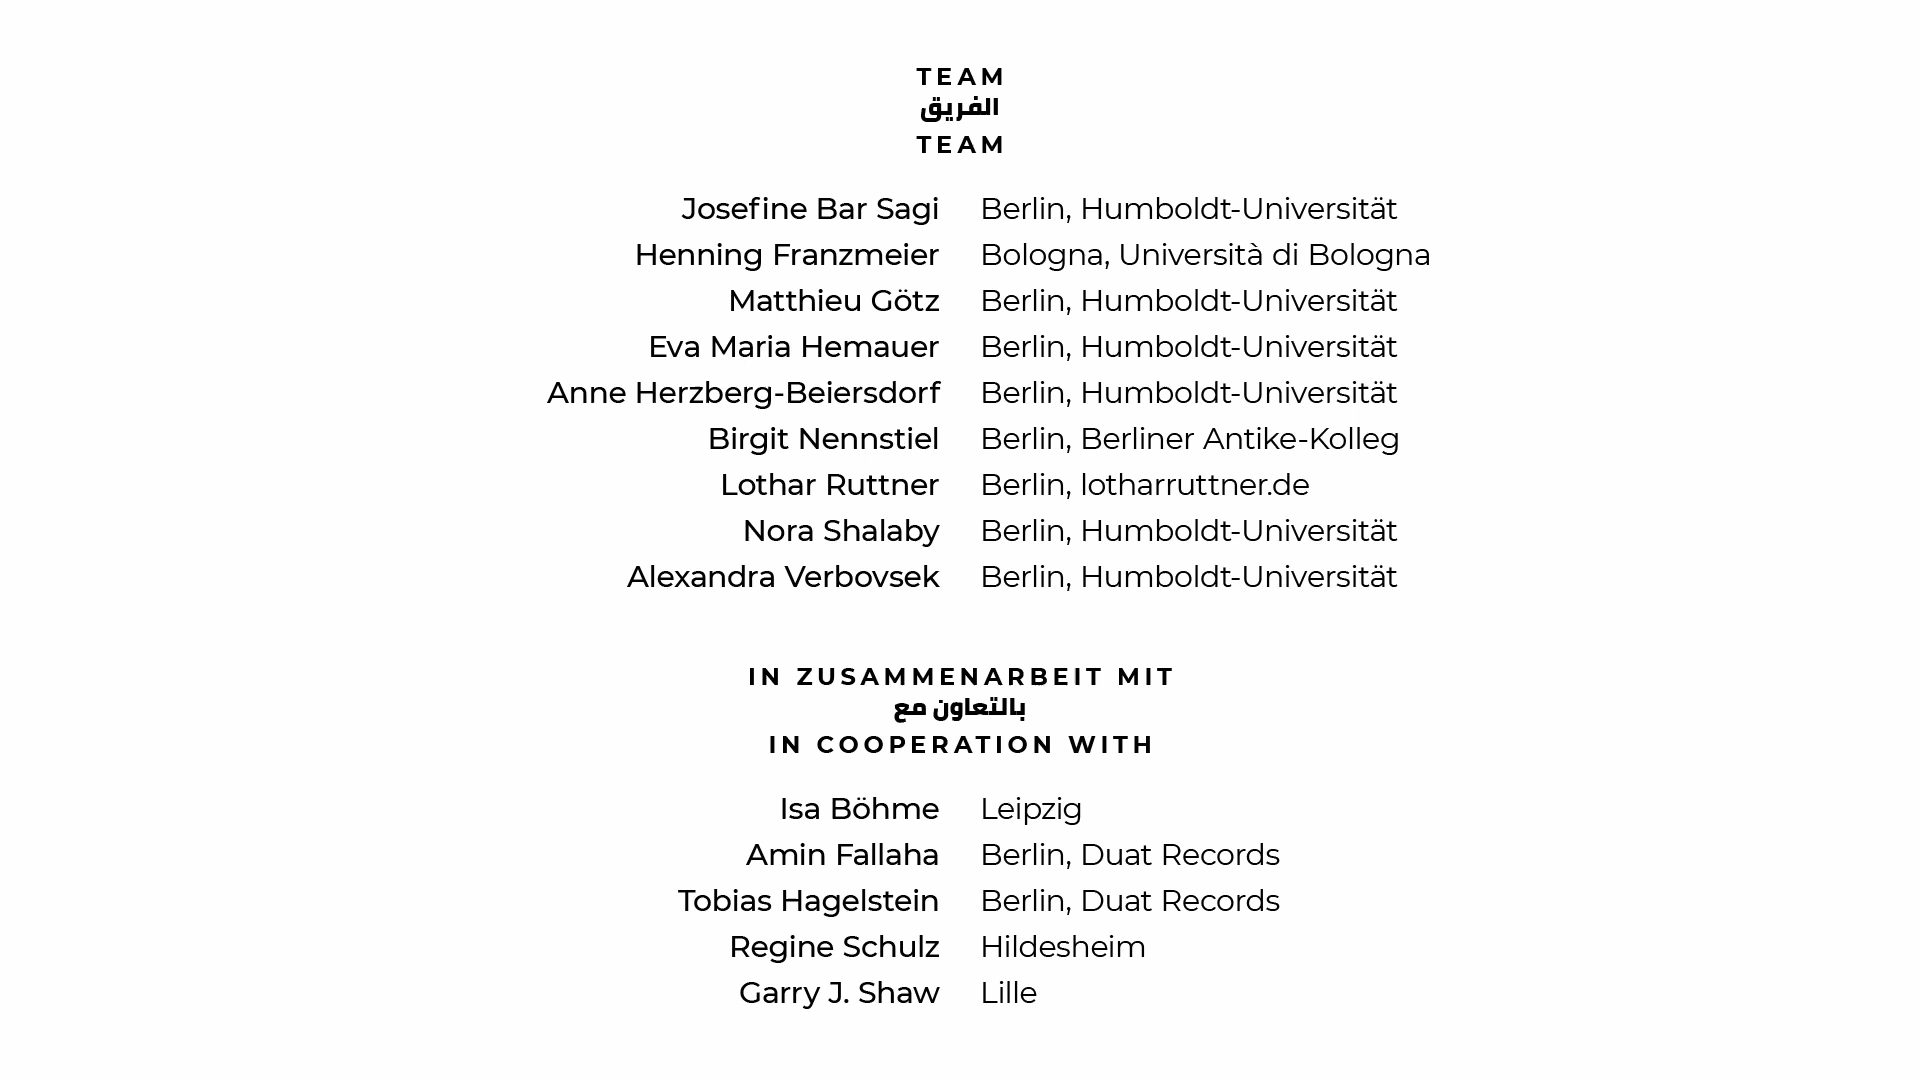 TEAM
الفريق
TEAM
Josefine Bar Sagi Berlin, Humboldt-Universität
Henning Franzmeier Bologna, Università di Bologna
Matthieu Götz Berlin, Humboldt-Universität
Eva Maria Hemauer Berlin, Humboldt-Universität
Anne Herzberg-Beiersdorf Berlin, Humboldt-Universität
Birgit Nennstiel Berlin, Berliner Antike-Kolleg
Lothar Ruttner Berlin, lotharruttner.de
Nora Shalaby Berlin, Humboldt-Universität
Alexandra Verbovsek Berlin, Humboldt-Universität
IN ZUSAMMENARBEIT MIT
بالتعاون مع
IN COOPERATION WITH
Isa Böhme Leipzig
Amin Fallaha Berlin, Duat Records
Tobias Hagelstein Berlin, Duat Records
Regine Schulz Hildesheim
Garry J. Shaw Lille